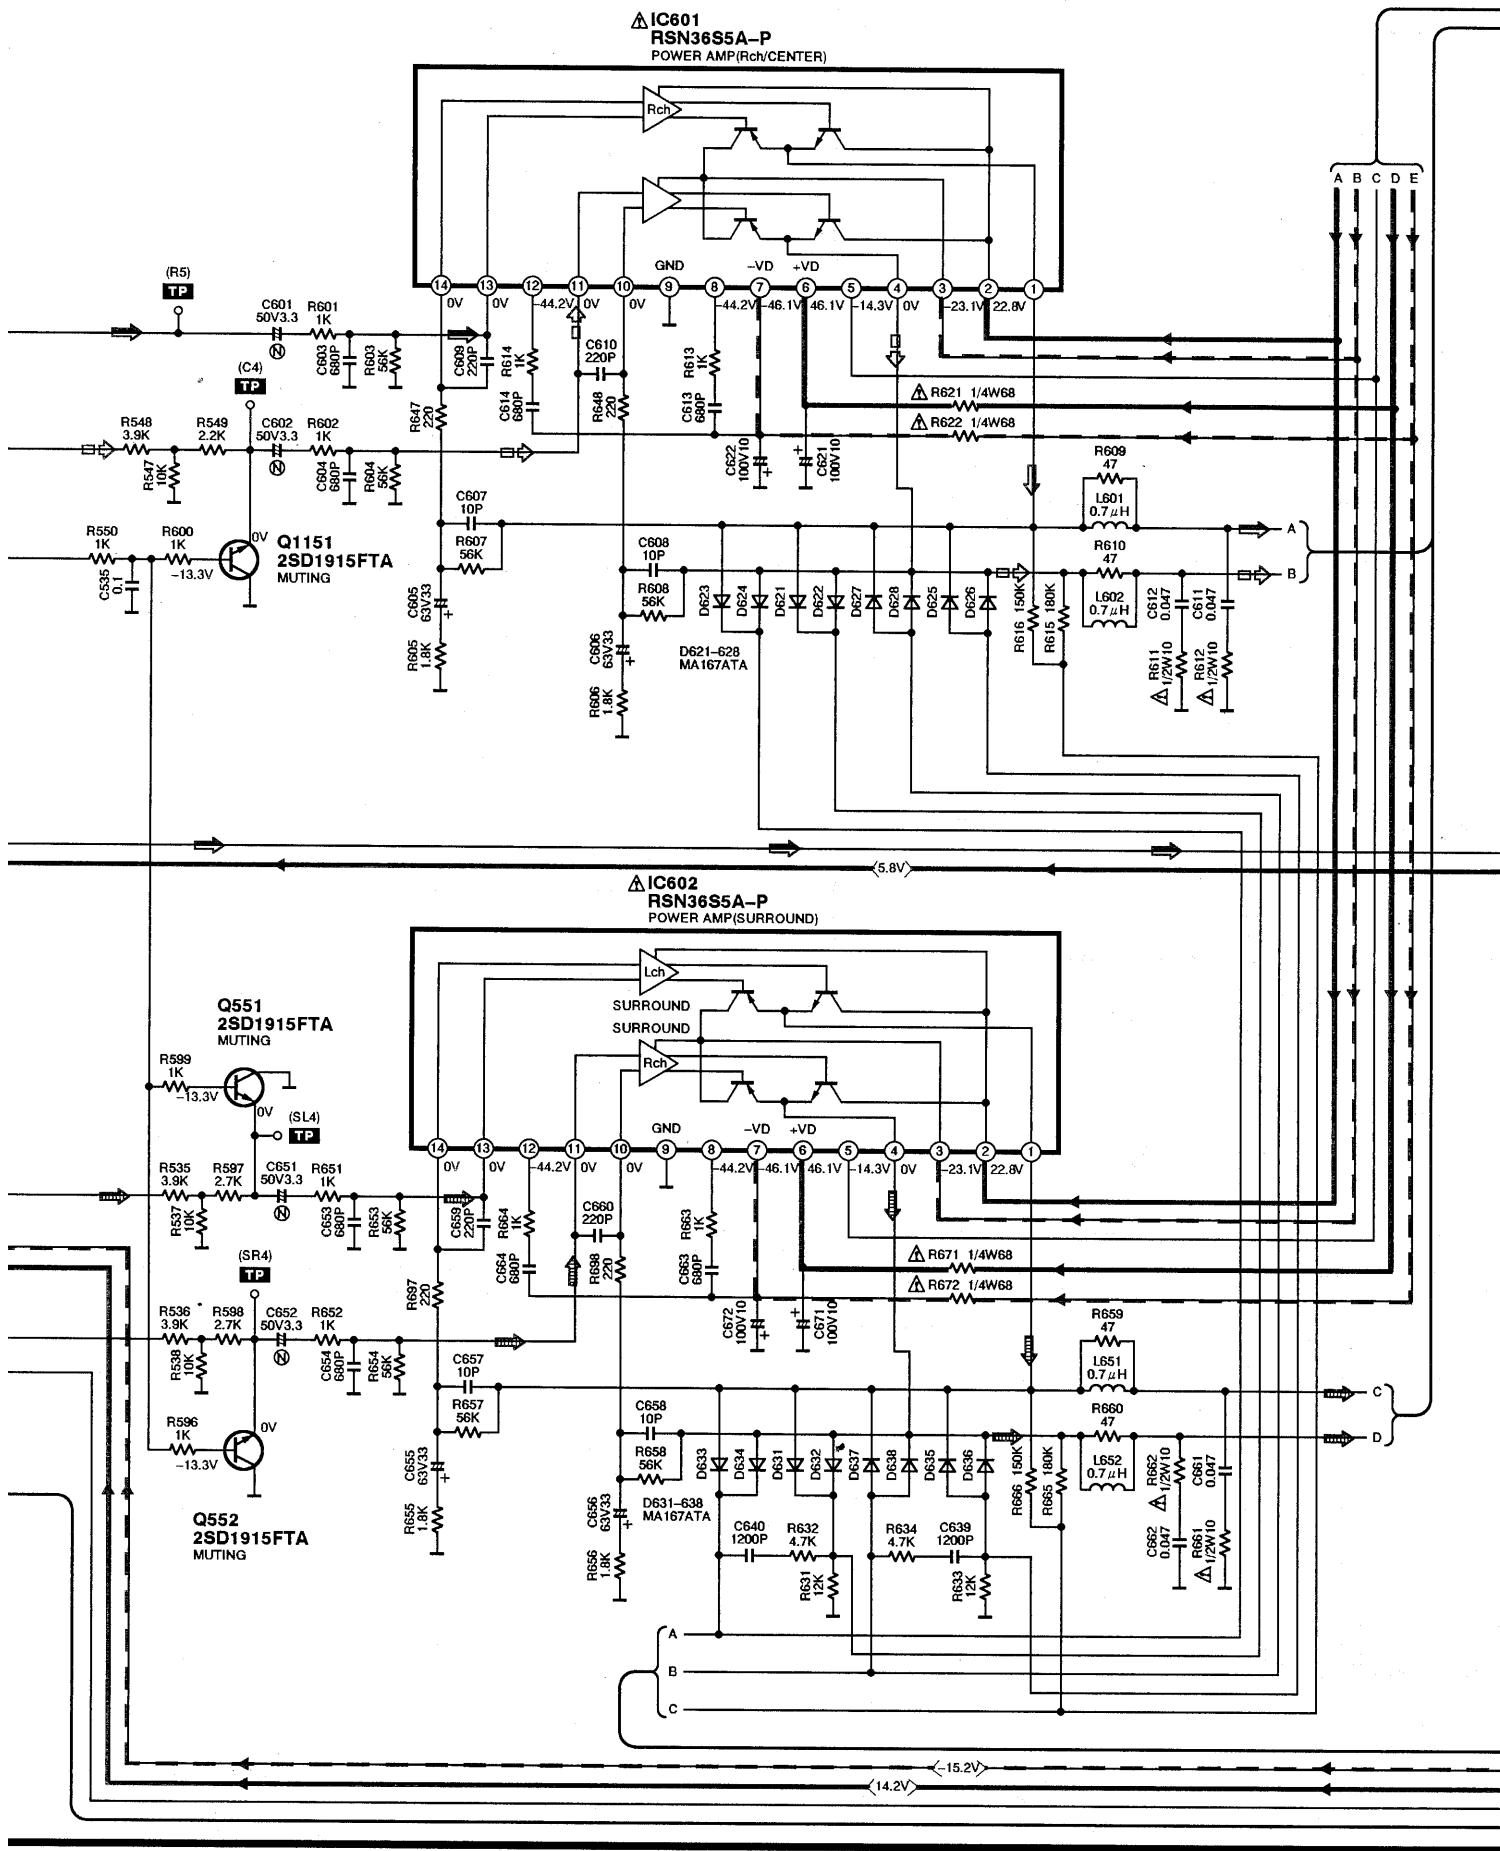 ⚠ IC601
RSN36S5A–P
POWER AMP(Rch/CENTER)
Rch
A B C D E
GND
–VD
+VD
14 13 12 11 10 9 8 7 6 5 4 3 2 1
0V 0V –44.2V 0V 0V –44.2V –46.1V 46.1V –14.3V 0V –23.1V 22.8V
(R5)
TP
C601
50V3.3
N
R601
1K
C603
680P
R603
56K
C609
220P
R614
1K
C614
680P
C610
220P
R647
220
R648
220
R613
1K
C613
680P
⚠ R621 1/4W68
⚠ R622 1/4W68
(C4)
TP
R548
3.9K
R549
2.2K
R547
10K
C602
50V3.3
N
R602
1K
C604
680P
R604
56K
C622
100V10
+
C621
100V10
+
R609
47
L601
0.7µH
A
B
R550
1K
R600
1K
C535
0.1
–13.3V
0V
Q1151
2SD1915FTA
MUTING
C607
10P
R607
56K
C605
63V33
+
R605
1.8K
C608
10P
R608
56K
C606
63V33
+
R606
1.8K
D623
D624
D621
D622
D627
D628
D625
D626
D621–628
MA167ATA
R616 150K
R615 180K
R610
47
L602
0.7µH
C612
0.047
C611
0.047
R611
⚠ 1/2W10
R612
⚠ 1/2W10
5.8V
⚠ IC602
RSN36S5A–P
POWER AMP(SURROUND)
Lch
SURROUND
SURROUND
Rch
GND
–VD
+VD
14 13 12 11 10 9 8 7 6 5 4 3 2 1
0V 0V –44.2V 0V 0V –44.2V –46.1V 46.1V –14.3V 0V –23.1V 22.8V
Q551
2SD1915FTA
MUTING
R599
1K
–13.3V
0V
(SL4)
TP
R535
3.9K
R597
2.7K
R537
10K
C651
50V3.3
N
R651
1K
C653
680P
R653
56K
C659
220P
R664
1K
C664
680P
C660
220P
R697
220
R698
220
R663
1K
C663
680P
⚠ R671 1/4W68
⚠ R672 1/4W68
(SR4)
TP
R536
3.9K
R598
2.7K
R538
10K
C652
50V3.3
N
R652
1K
C654
680P
R654
56K
C672
100V10
+
C671
100V10
+
R659
47
L651
0.7µH
C
D
C657
10P
R657
56K
C655
63V33
+
R655
1.8K
C658
10P
R658
56K
C656
63V33
+
R656
1.8K
D633
D634
D631
D632
D637
D638
D635
D636
D631–638
MA167ATA
R666 150K
R665 180K
R660
47
L652
0.7µH
R662
⚠ 1/2W10
C661
0.047
C662
0.047
R661
⚠ 1/2W10
R596
1K
–13.3V
0V
Q552
2SD1915FTA
MUTING
C640
1200P
R632
4.7K
R634
4.7K
C639
1200P
R631
12K
R633
12K
A
B
C
–15.2V
14.2V